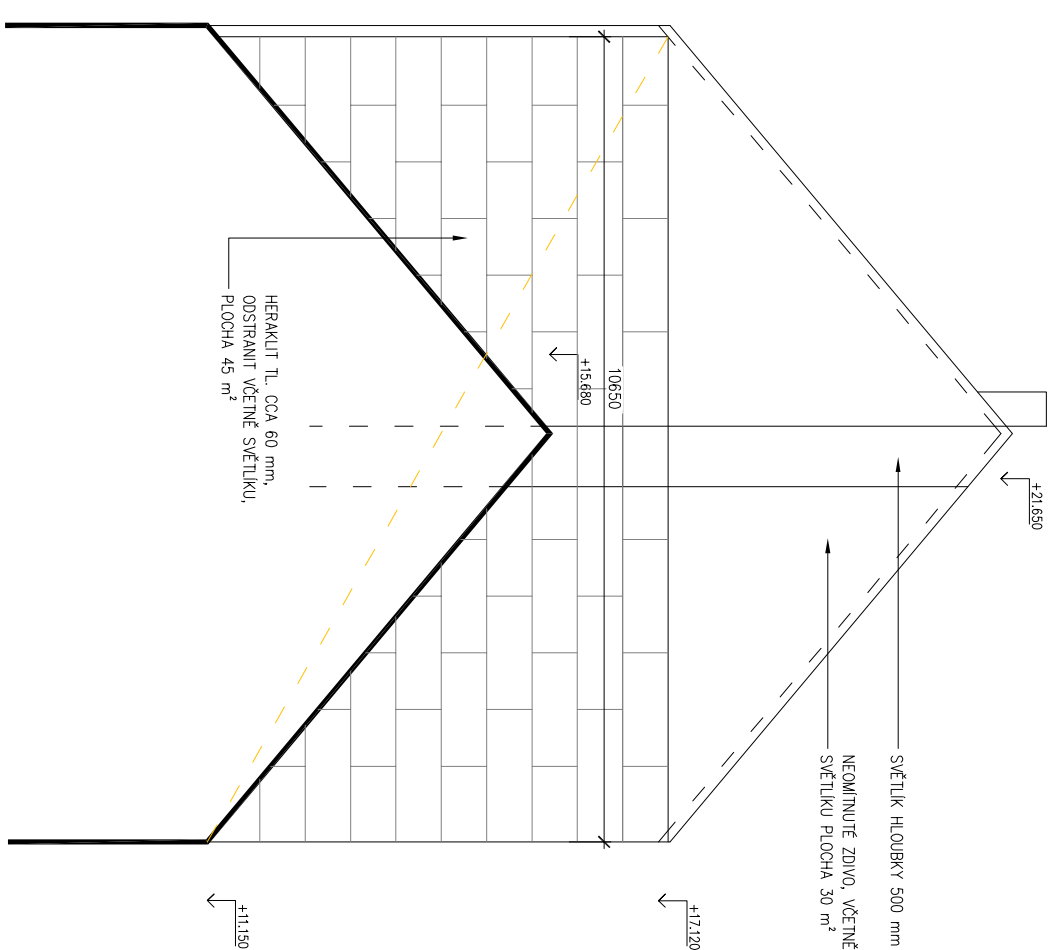 SVĚTLÍK HLOUBKY 500 mm
NEOMÍTNUTÉ ZDIVO, VČETNĚ
SVĚTLÍKU PLOCHA 30 m²
+21.650
+17.120
10650
+15.680
HERAKLIT TL. CCA 60 mm,
ODSTRANIT VČETNĚ SVĚTLÍKU,
PLOCHA 45 m²
+11.150